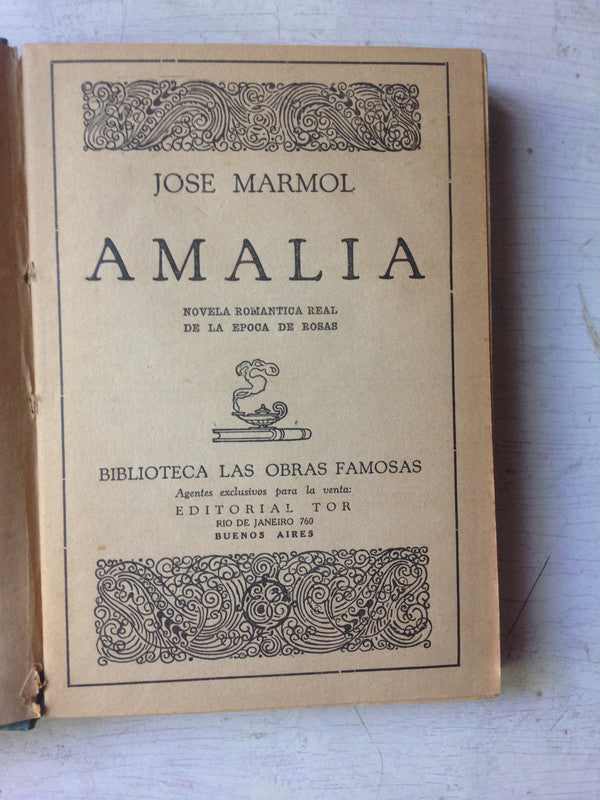 JOSE MARMOL
AMALIA
NOVELA ROMANTICA REAL
DE LA EPOCA DE ROSAS
BIBLIOTECA LAS OBRAS FAMOSAS
Agentes exclusivos para la venta:
EDITORIAL TOR
RIO DE JANEIRO 760
BUENOS AIRES